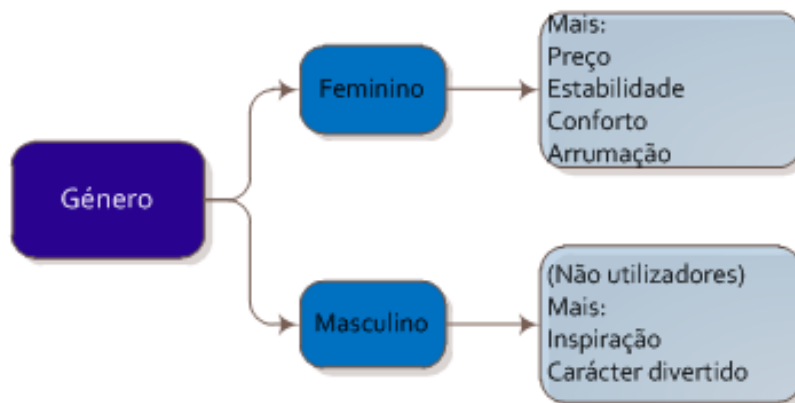 Género
Feminino
Mais:
Preço
Estabilidade
Conforto
Arrumação
Masculino
(Não utilizadores)
Mais:
Inspiração
Carácter divertido